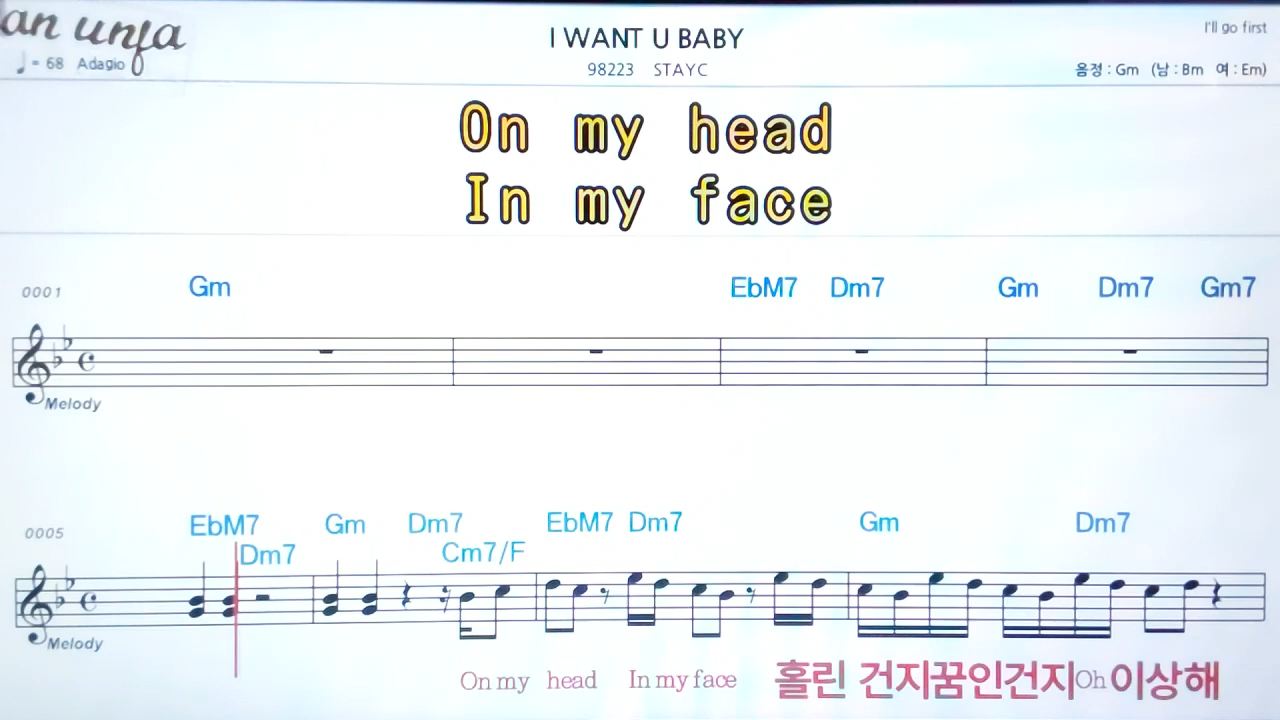 an unfa
I WANT U BABY
I'll go first
♩= 68 Adagio
98223 STAYC
음정 : Gm (남 : Bm 여 : Em)
On my head
In my face
0001
Gm EbM7 Dm7 Gm Dm7 Gm7
Melody
0005
EbM7 Gm Dm7 EbM7 Dm7 Gm Dm7
Dm7 Cm7/F
Melody
On my head In my face 홀린 건지꿈인건지Oh 이상해